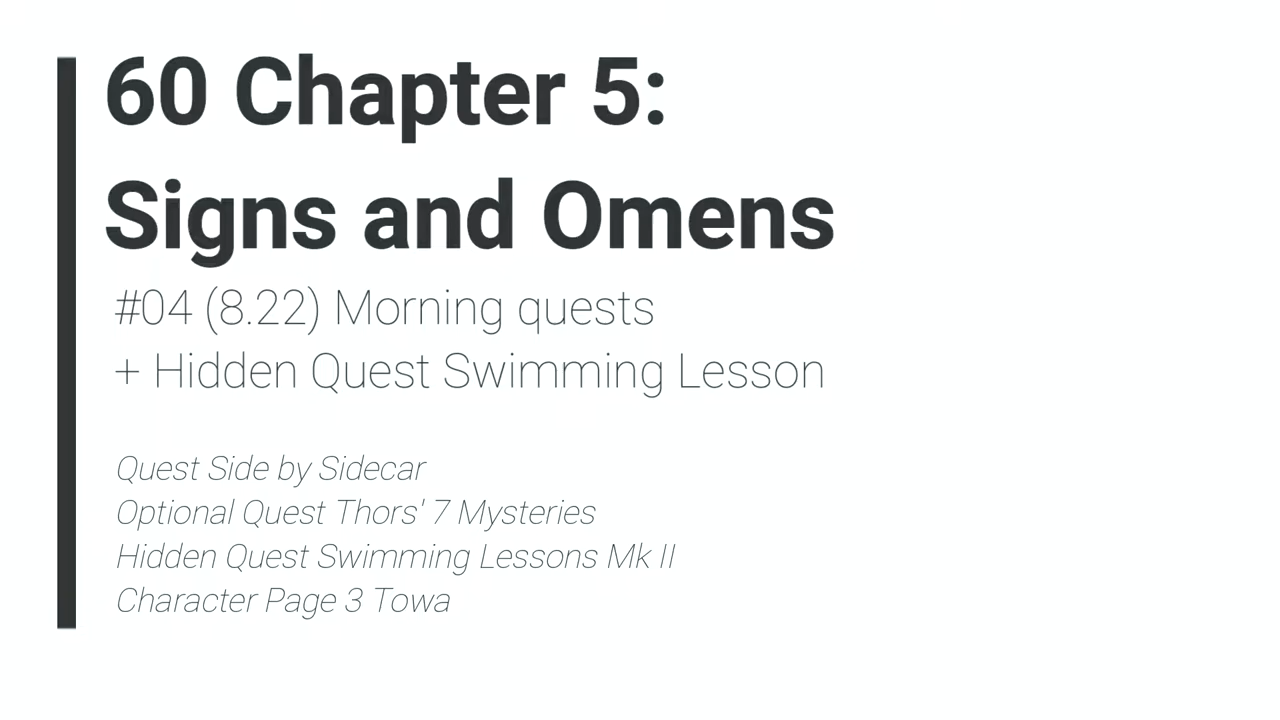 60 Chapter 5:
Signs and Omens
#04 (8.22) Morning quests
+ Hidden Quest Swimming Lesson
Quest Side by Sidecar
Optional Quest Thors' 7 Mysteries
Hidden Quest Swimming Lessons Mk II
Character Page 3 Towa